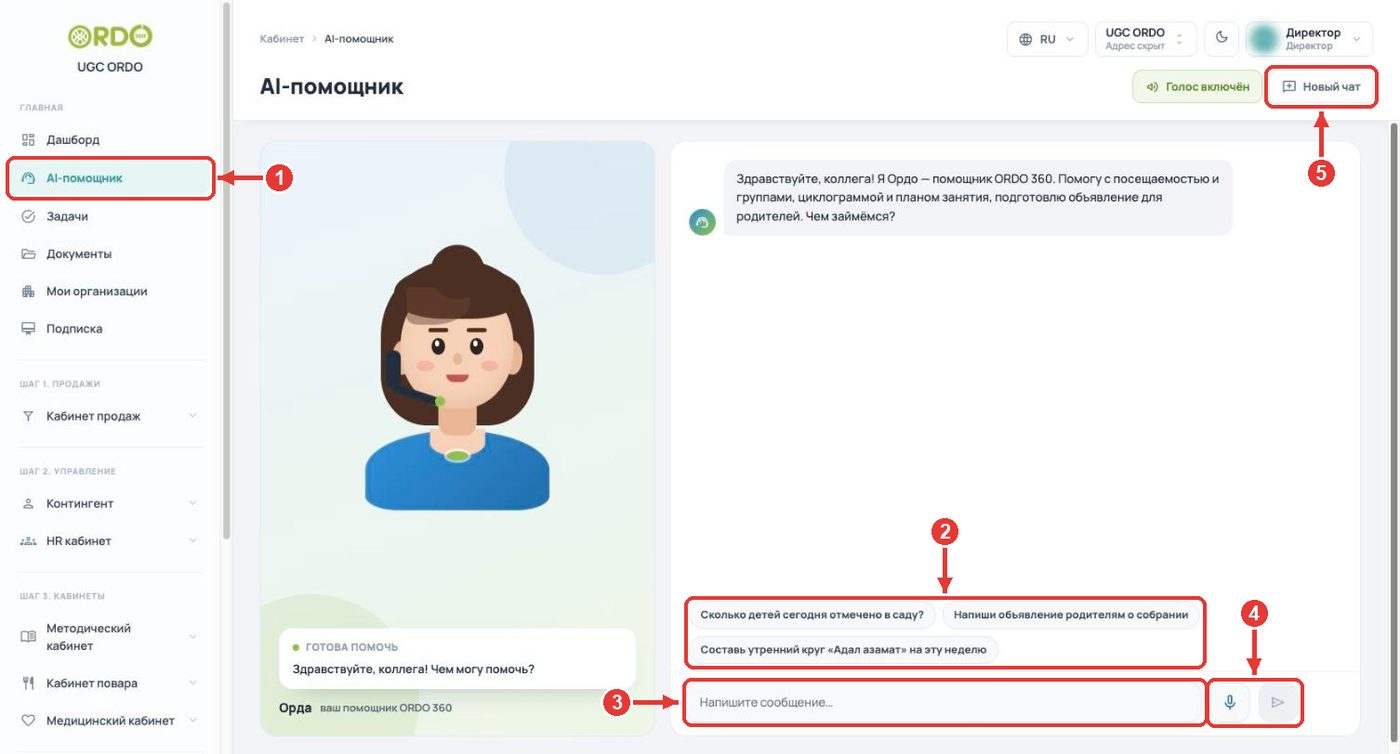 ORDO 360
UGC ORDO
ГЛАВНАЯ
Дашборд
AI-помощник
Задачи
Документы
Мои организации
Подписка
ШАГ 1. ПРОДАЖИ
Кабинет продаж
ШАГ 2. УПРАВЛЕНИЕ
Контингент
HR кабинет
ШАГ 3. КАБИНЕТЫ
Методический
кабинет
Кабинет повара
Медицинский кабинет
1
Кабинет > AI-помощник
RU
UGC ORDO
Адрес скрыт
Директор
Директор
AI-помощник
Голос включён
Новый чат
5
Здравствуйте, коллега! Я Ордо — помощник ORDO 360. Помогу с посещаемостью и
группами, циклограммой и планом занятия, подготовлю объявление для
родителей. Чем займёмся?
ГОТОВА ПОМОЧЬ
Здравствуйте, коллега! Чем могу помочь?
Орда ваш помощник ORDO 360
2
Сколько детей сегодня отмечено в саду?
Напиши объявление родителям о собрании
Составь утренний круг «Адал азамат» на эту неделю
4
3
Напишите сообщение...